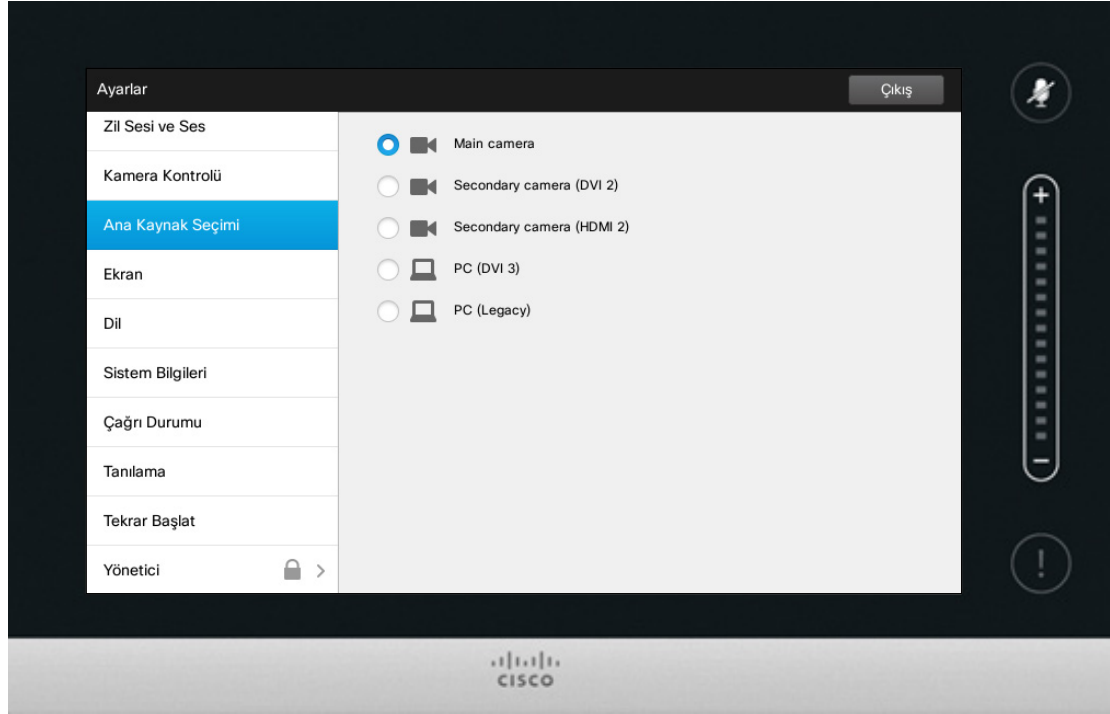 Ayarlar
Çıkış
Zil Sesi ve Ses
Kamera Kontrolü
Ana Kaynak Seçimi
Ekran
Dil
Sistem Bilgileri
Çağrı Durumu
Tanılama
Tekrar Başlat
Yönetici
Main camera
Secondary camera (DVI 2)
Secondary camera (HDMI 2)
PC (DVI 3)
PC (Legacy)
CISCO